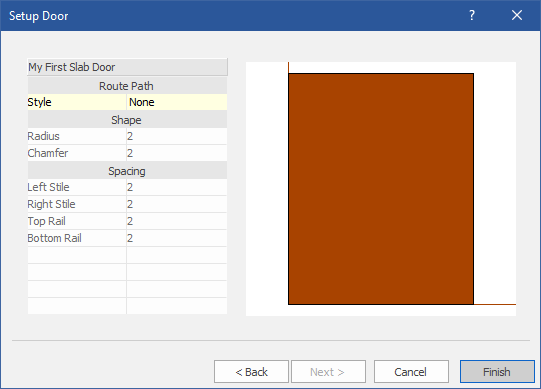 Setup Door ?
My First Slab Door
Route Path
Style None
Shape
Radius 2
Chamfer 2
Spacing
Left Stile 2
Right Stile 2
Top Rail 2
Bottom Rail 2
< Back Next > Cancel Finish